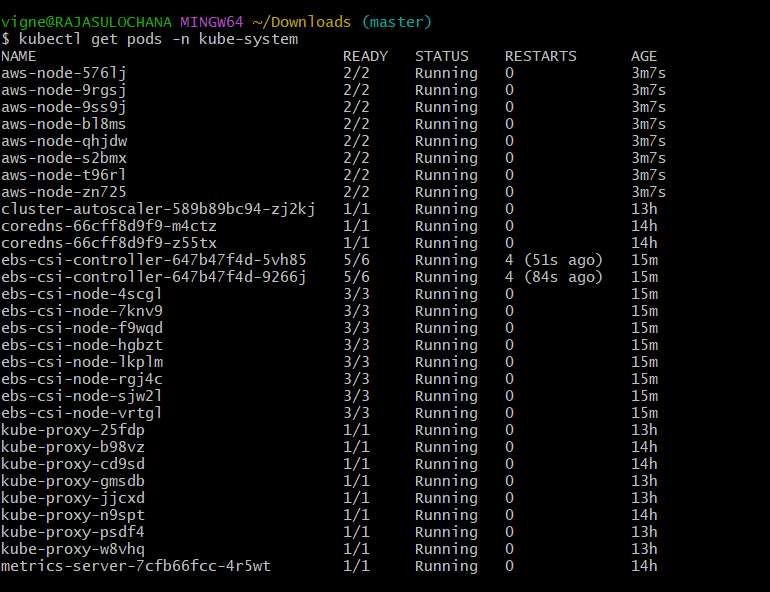 vigne@RAJASULOCHANA MINGW64 ~/Downloads (master)
$ kubectl get pods -n kube-system
NAME READY STATUS RESTARTS AGE
aws-node-576lj 2/2 Running 0 3m7s
aws-node-9rgsj 2/2 Running 0 3m7s
aws-node-9ss9j 2/2 Running 0 3m7s
aws-node-bl8ms 2/2 Running 0 3m7s
aws-node-qhjdw 2/2 Running 0 3m7s
aws-node-s2bmx 2/2 Running 0 3m7s
aws-node-t96rl 2/2 Running 0 3m7s
aws-node-zn725 2/2 Running 0 3m7s
cluster-autoscaler-589b89bc94-zj2kj 1/1 Running 0 13h
coredns-66cff8d9f9-m4ctz 1/1 Running 0 14h
coredns-66cff8d9f9-z55tx 1/1 Running 0 14h
ebs-csi-controller-647b47f4d-5vh85 5/6 Running 4 (51s ago) 15m
ebs-csi-controller-647b47f4d-9266j 5/6 Running 4 (84s ago) 15m
ebs-csi-node-4scgl 3/3 Running 0 15m
ebs-csi-node-7knv9 3/3 Running 0 15m
ebs-csi-node-f9wqd 3/3 Running 0 15m
ebs-csi-node-hgbzt 3/3 Running 0 15m
ebs-csi-node-lkplm 3/3 Running 0 15m
ebs-csi-node-rgj4c 3/3 Running 0 15m
ebs-csi-node-sjw2l 3/3 Running 0 15m
ebs-csi-node-vrtgl 3/3 Running 0 15m
kube-proxy-25fdp 1/1 Running 0 13h
kube-proxy-b98vz 1/1 Running 0 14h
kube-proxy-cd9sd 1/1 Running 0 14h
kube-proxy-gmsdb 1/1 Running 0 13h
kube-proxy-jjcxd 1/1 Running 0 13h
kube-proxy-n9spt 1/1 Running 0 14h
kube-proxy-psdf4 1/1 Running 0 13h
kube-proxy-w8vhq 1/1 Running 0 13h
metrics-server-7cfb66fcc-4r5wt 1/1 Running 0 14h